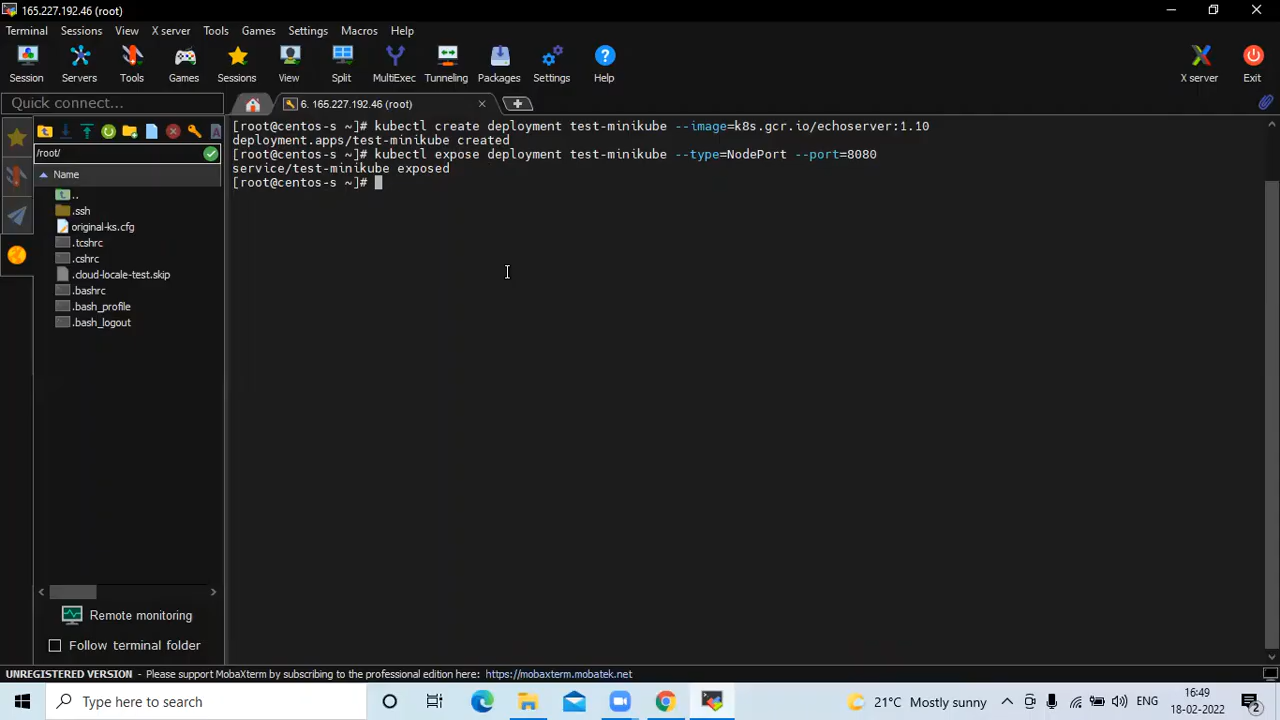 165.227.192.46 (root)
Terminal Sessions View X server Tools Games Settings Macros Help
Session Servers Tools Games Sessions View Split MultiExec Tunneling Packages Settings Help X server Exit
Quick connect...
6. 165.227.192.46 (root)
/root/
Name
..
.ssh
original-ks.cfg
.tcshrc
.cshrc
.cloud-locale-test.skip
.bashrc
.bash_profile
.bash_logout
Remote monitoring
Follow terminal folder
[root@centos-s ~]# kubectl create deployment test-minikube --image=k8s.gcr.io/echoserver:1.10
deployment.apps/test-minikube created
[root@centos-s ~]# kubectl expose deployment test-minikube --type=NodePort --port=8080
service/test-minikube exposed
[root@centos-s ~]#
UNREGISTERED VERSION - Please support MobaXterm by subscribing to the professional edition here: https://mobaxterm.mobatek.net
Type here to search
21°C Mostly sunny
ENG
16:49
18-02-2022
2